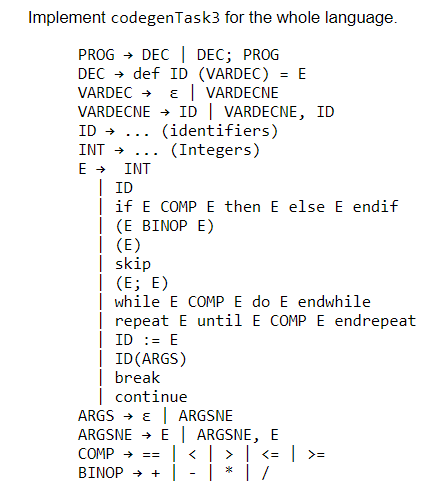 Implement codegenTask3 for the whole language.
PROG → DEC | DEC; PROG
DEC → def ID (VARDEC) = E
VARDEC → ε | VARDECNE
VARDECNE → ID | VARDECNE, ID
ID → ... (identifiers)
INT → ... (Integers)
E → INT
| ID
| if E COMP E then E else E endif
| (E BINOP E)
| (E)
| skip
| (E; E)
| while E COMP E do E endwhile
| repeat E until E COMP E endrepeat
| ID := E
| ID(ARGS)
| break
| continue
ARGS → ε | ARGSNE
ARGSNE → E | ARGSNE, E
COMP → == | < | > | <= | >=
BINOP → + | - | * | /